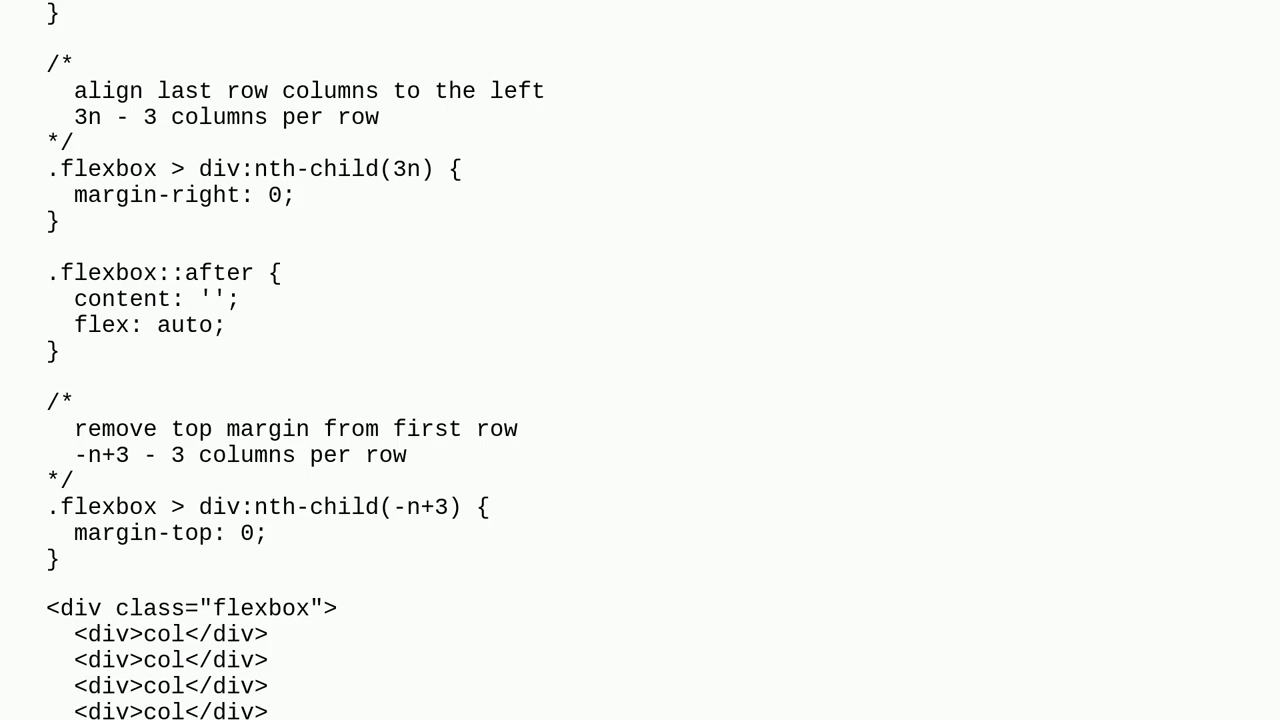 }

/*
  align last row columns to the left
  3n - 3 columns per row
*/
.flexbox > div:nth-child(3n) {
  margin-right: 0;
}

.flexbox::after {
  content: '';
  flex: auto;
}

/*
  remove top margin from first row
  -n+3 - 3 columns per row
*/
.flexbox > div:nth-child(-n+3) {
  margin-top: 0;
}

<div class="flexbox">
  <div>col</div>
  <div>col</div>
  <div>col</div>
  <div>col</div>